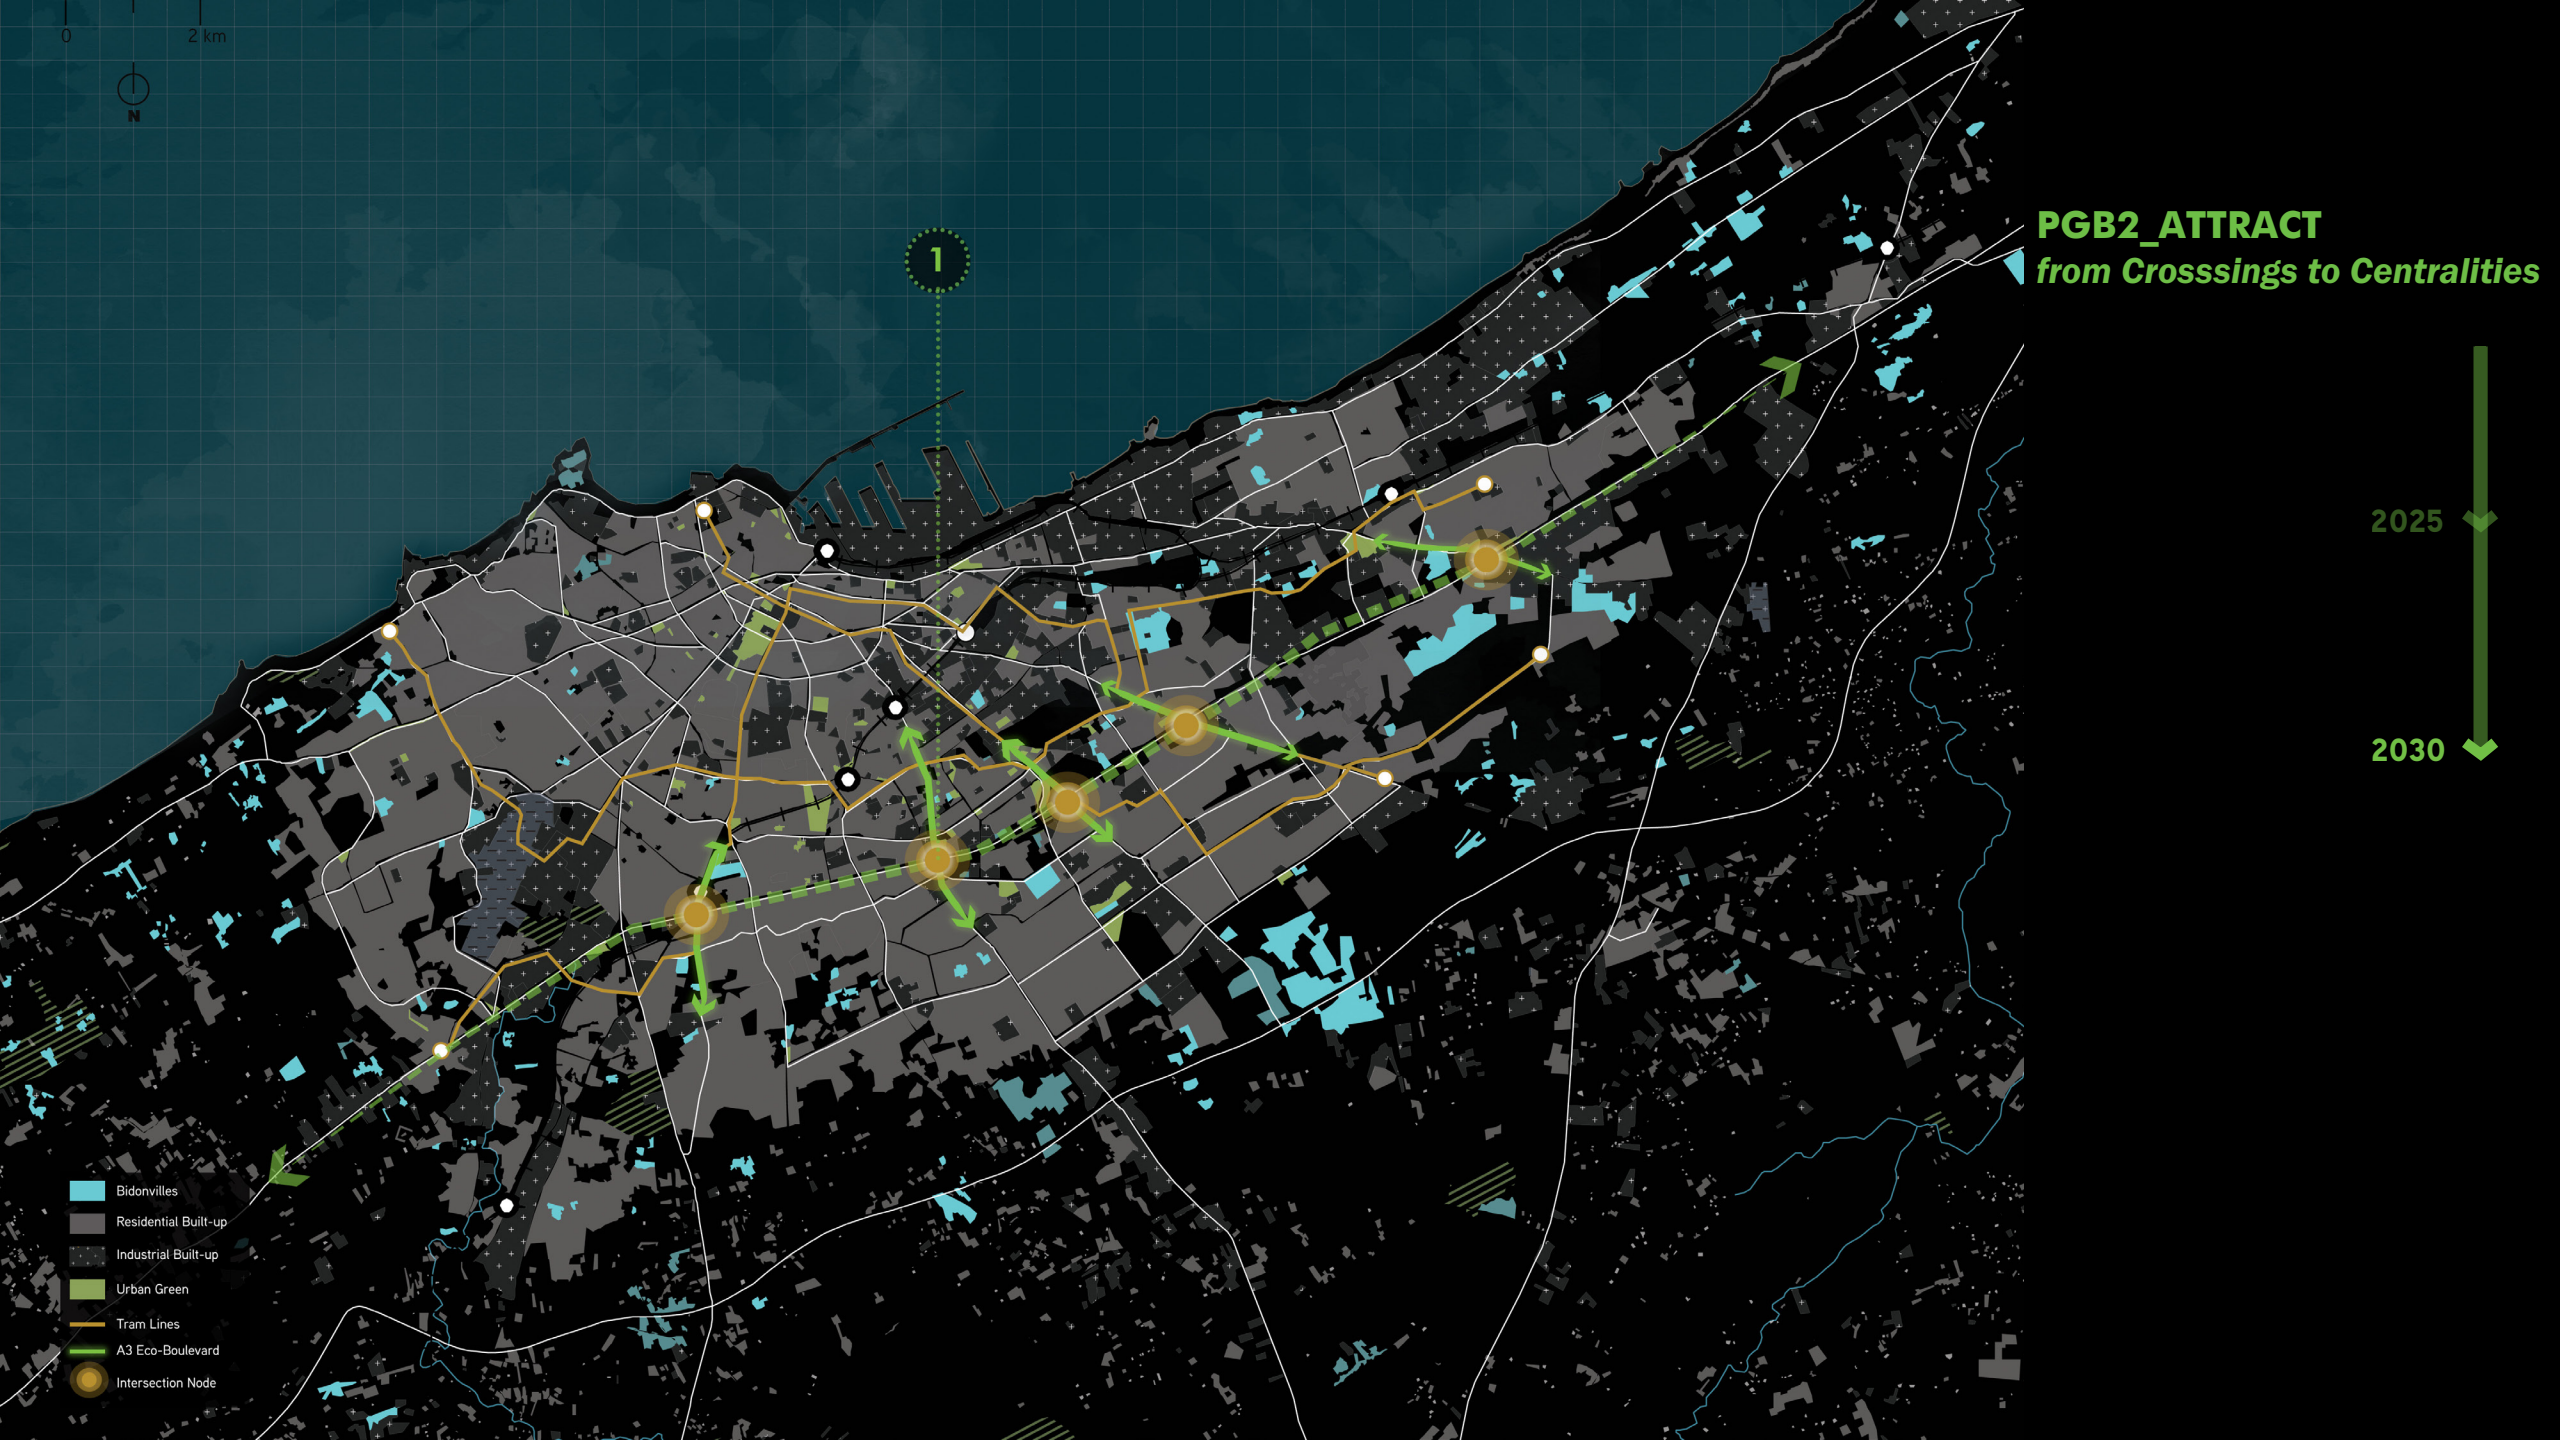 0
2 km
N
1
PGB2_ATTRACT
from Crosssings to Centralities
2025
2030
Bidonvilles
Residential Built-up
Industrial Built-up
Urban Green
Tram Lines
A3 Eco-Boulevard
Intersection Node